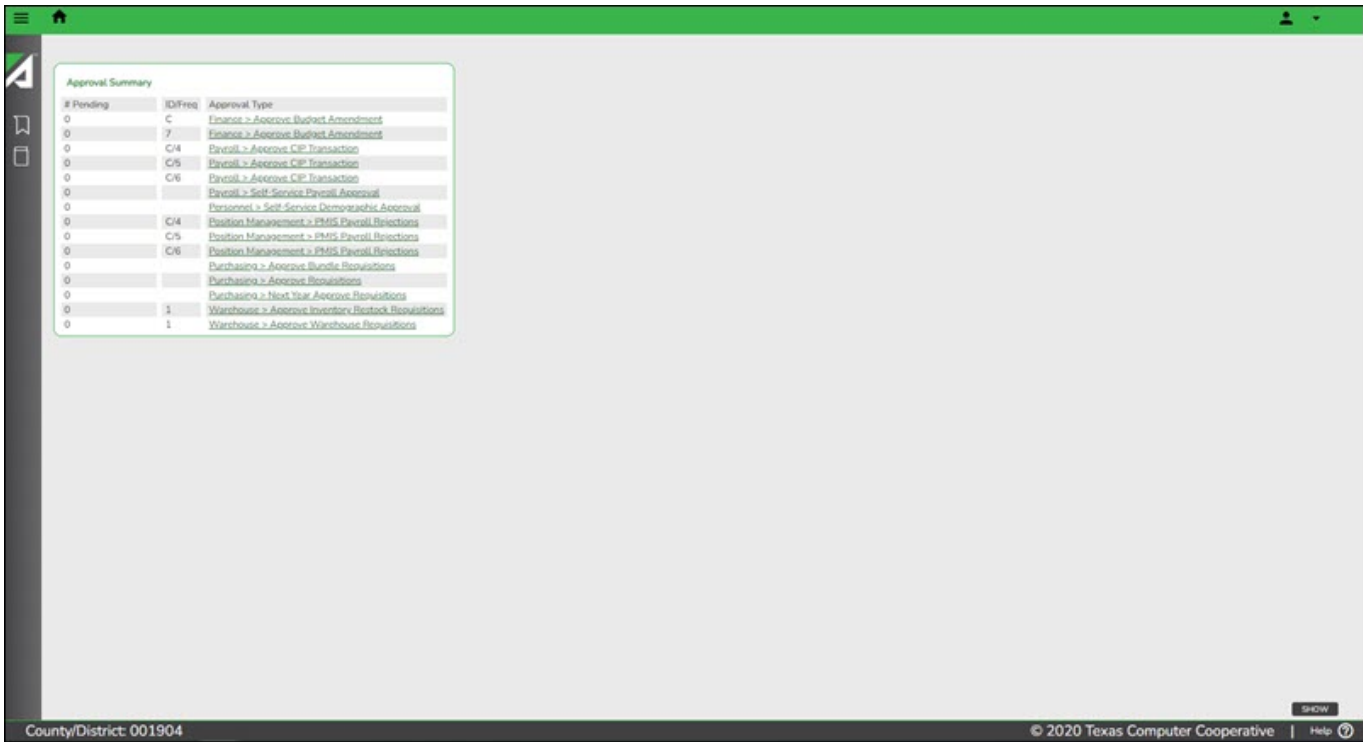 Approval Summary
# Pending ID/Freq Approval Type
0 C Finance > Approve Budget Amendment
0 7 Finance > Approve Budget Amendment
0 C/4 Payroll > Approve CIP Transaction
0 C/5 Payroll > Approve CIP Transaction
0 C/6 Payroll > Approve CIP Transaction
0 Payroll > Self-Service Payroll Approval
0 Personnel > Self-Service Demographic Approval
0 C/4 Position Management > PMIS Payroll Rejections
0 C/5 Position Management > PMIS Payroll Rejections
0 C/6 Position Management > PMIS Payroll Rejections
0 Purchasing > Approve Bundle Requisitions
0 Purchasing > Approve Requisitions
0 Purchasing > Next Year Approve Requisitions
0 1 Warehouse > Approve Inventory Restock Requisitions
0 1 Warehouse > Approve Warehouse Requisitions
SHOW
County/District: 001904 © 2020 Texas Computer Cooperative | Help ?